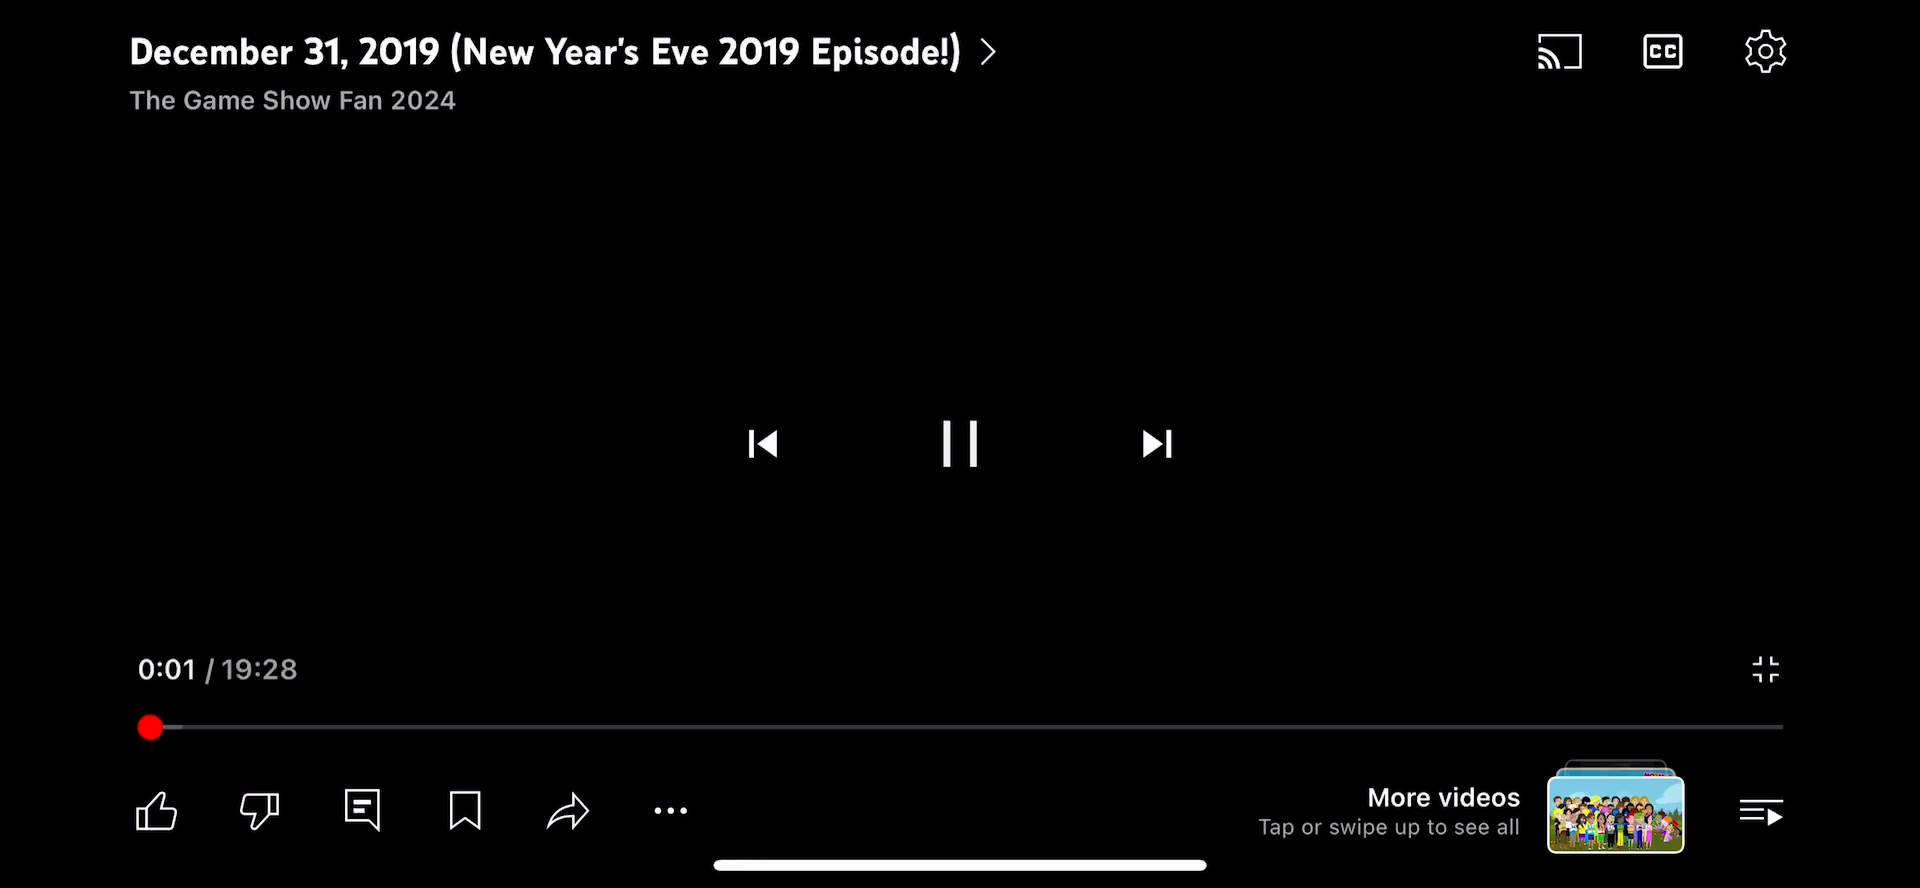 December 31, 2019 (New Year's Eve 2019 Episode!)
The Game Show Fan 2024
CC
0:01 / 19:28
More videos
Tap or swipe up to see all